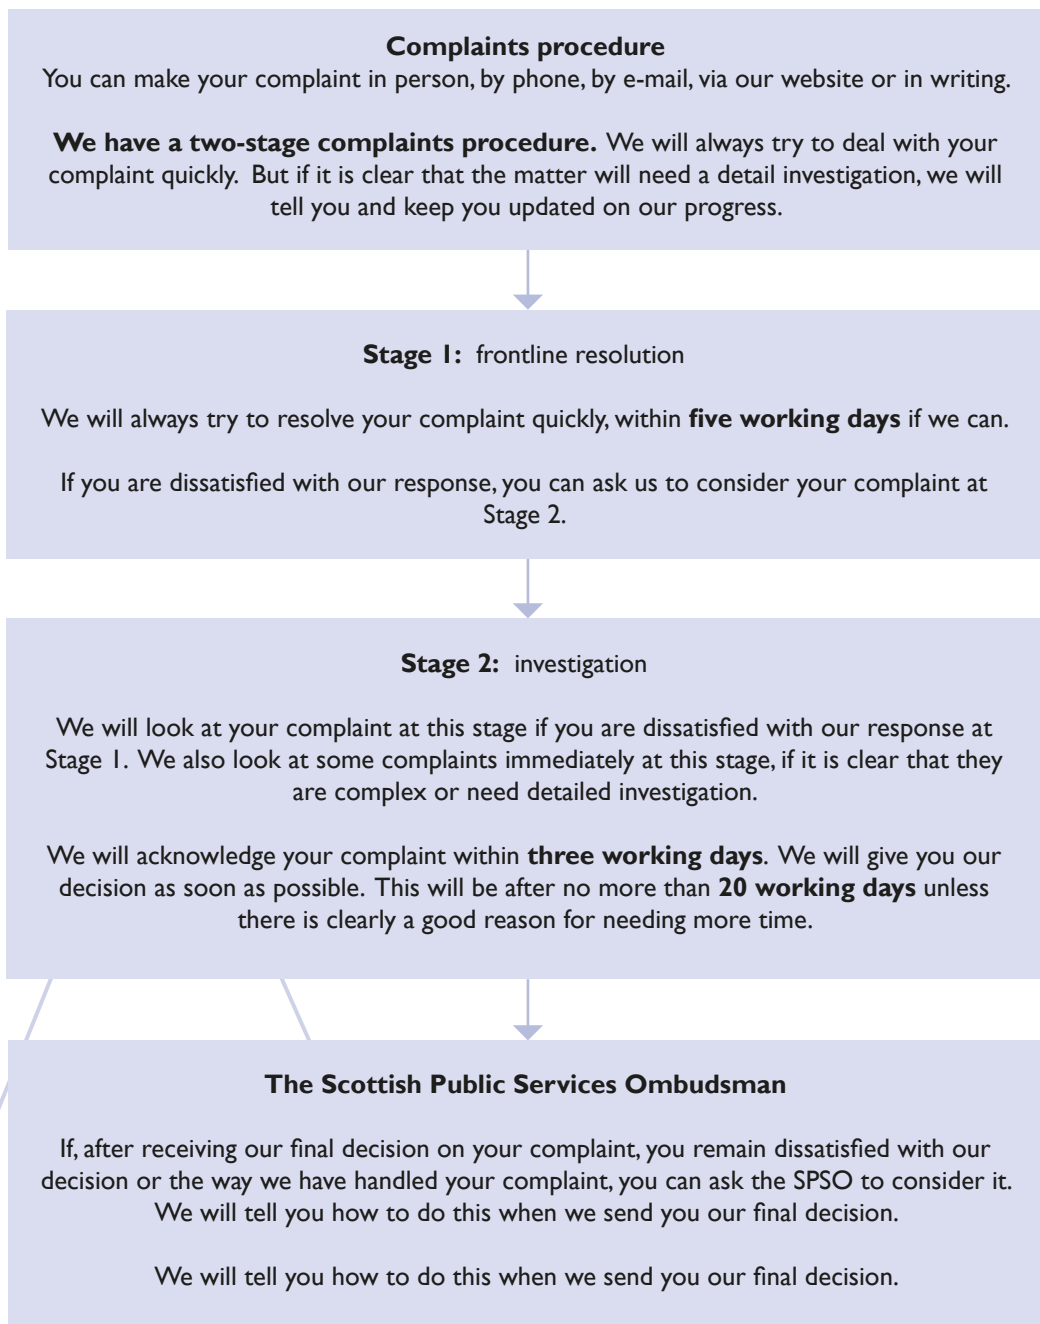 Complaints procedure
You can make your complaint in person, by phone, by e-mail, via our website or in writing.
We have a two-stage complaints procedure. We will always try to deal with your
complaint quickly. But if it is clear that the matter will need a detail investigation, we will
tell you and keep you updated on our progress.
Stage 1: frontline resolution
We will always try to resolve your complaint quickly, within five working days if we can.
If you are dissatisfied with our response, you can ask us to consider your complaint at
Stage 2.
Stage 2: investigation
We will look at your complaint at this stage if you are dissatisfied with our response at
Stage 1. We also look at some complaints immediately at this stage, if it is clear that they
are complex or need detailed investigation.
We will acknowledge your complaint within three working days. We will give you our
decision as soon as possible. This will be after no more than 20 working days unless
there is clearly a good reason for needing more time.
The Scottish Public Services Ombudsman
If, after receiving our final decision on your complaint, you remain dissatisfied with our
decision or the way we have handled your complaint, you can ask the SPSO to consider it.
We will tell you how to do this when we send you our final decision.
We will tell you how to do this when we send you our final decision.